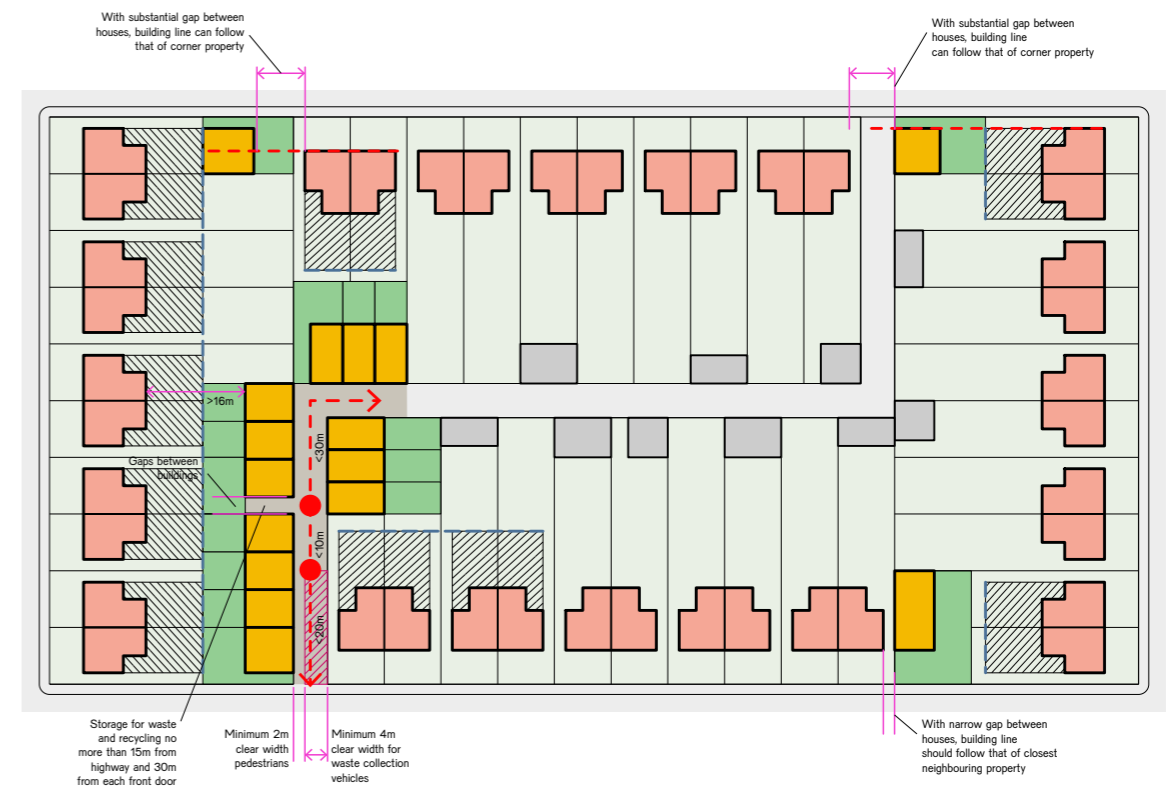 With substantial gap between
houses, building line can follow
that of corner property
With substantial gap between
houses, building line
can follow that of corner property
>16m
<30m
Gaps between
buildings
<10m
<20m
Storage for waste
and recycling no
more than 15m from
highway and 30m
from each front door
Minimum 2m
clear width
pedestrians
Minimum 4m
clear width for
waste collection
vehicles
With narrow gap between
houses, building line
should follow that of closest
neighbouring property